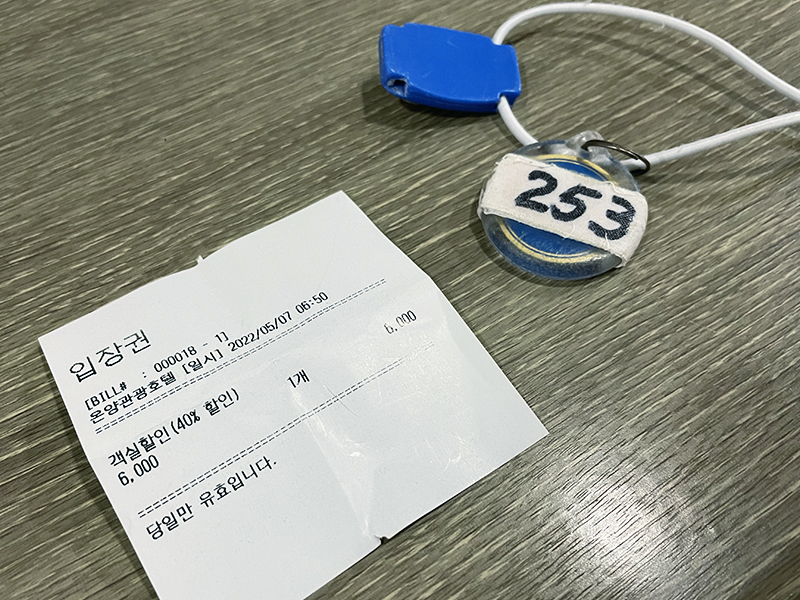 입장권
[BILL# : 000018 - 1]
온양관광호텔 [일시] 2022/05/07 06:50
객실할인(40% 할인) 1개 6,000
6,000
당일만 유효입니다.
253